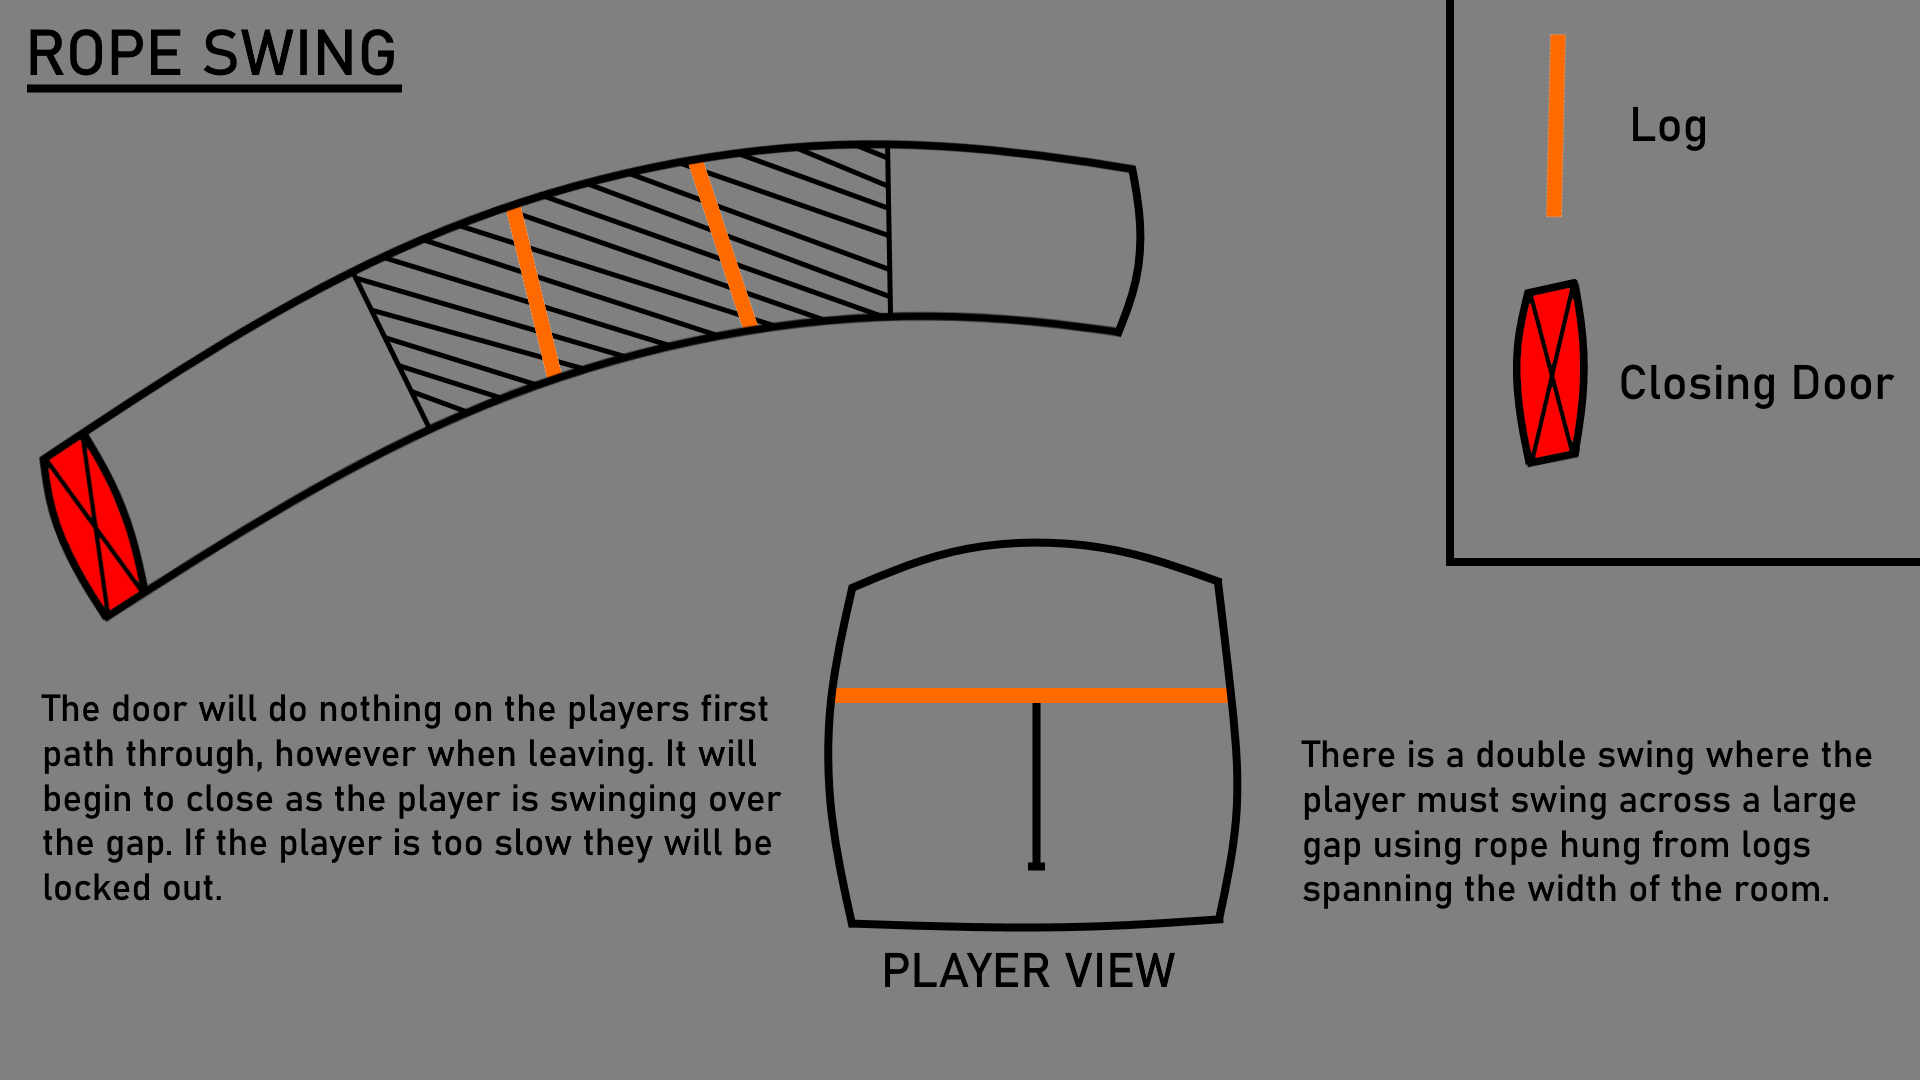 ROPE SWING
Log
Closing Door
The door will do nothing on the players first
path through, however when leaving. It will
begin to close as the player is swinging over
the gap. If the player is too slow they will be
locked out.
PLAYER VIEW
There is a double swing where the
player must swing across a large
gap using rope hung from logs
spanning the width of the room.